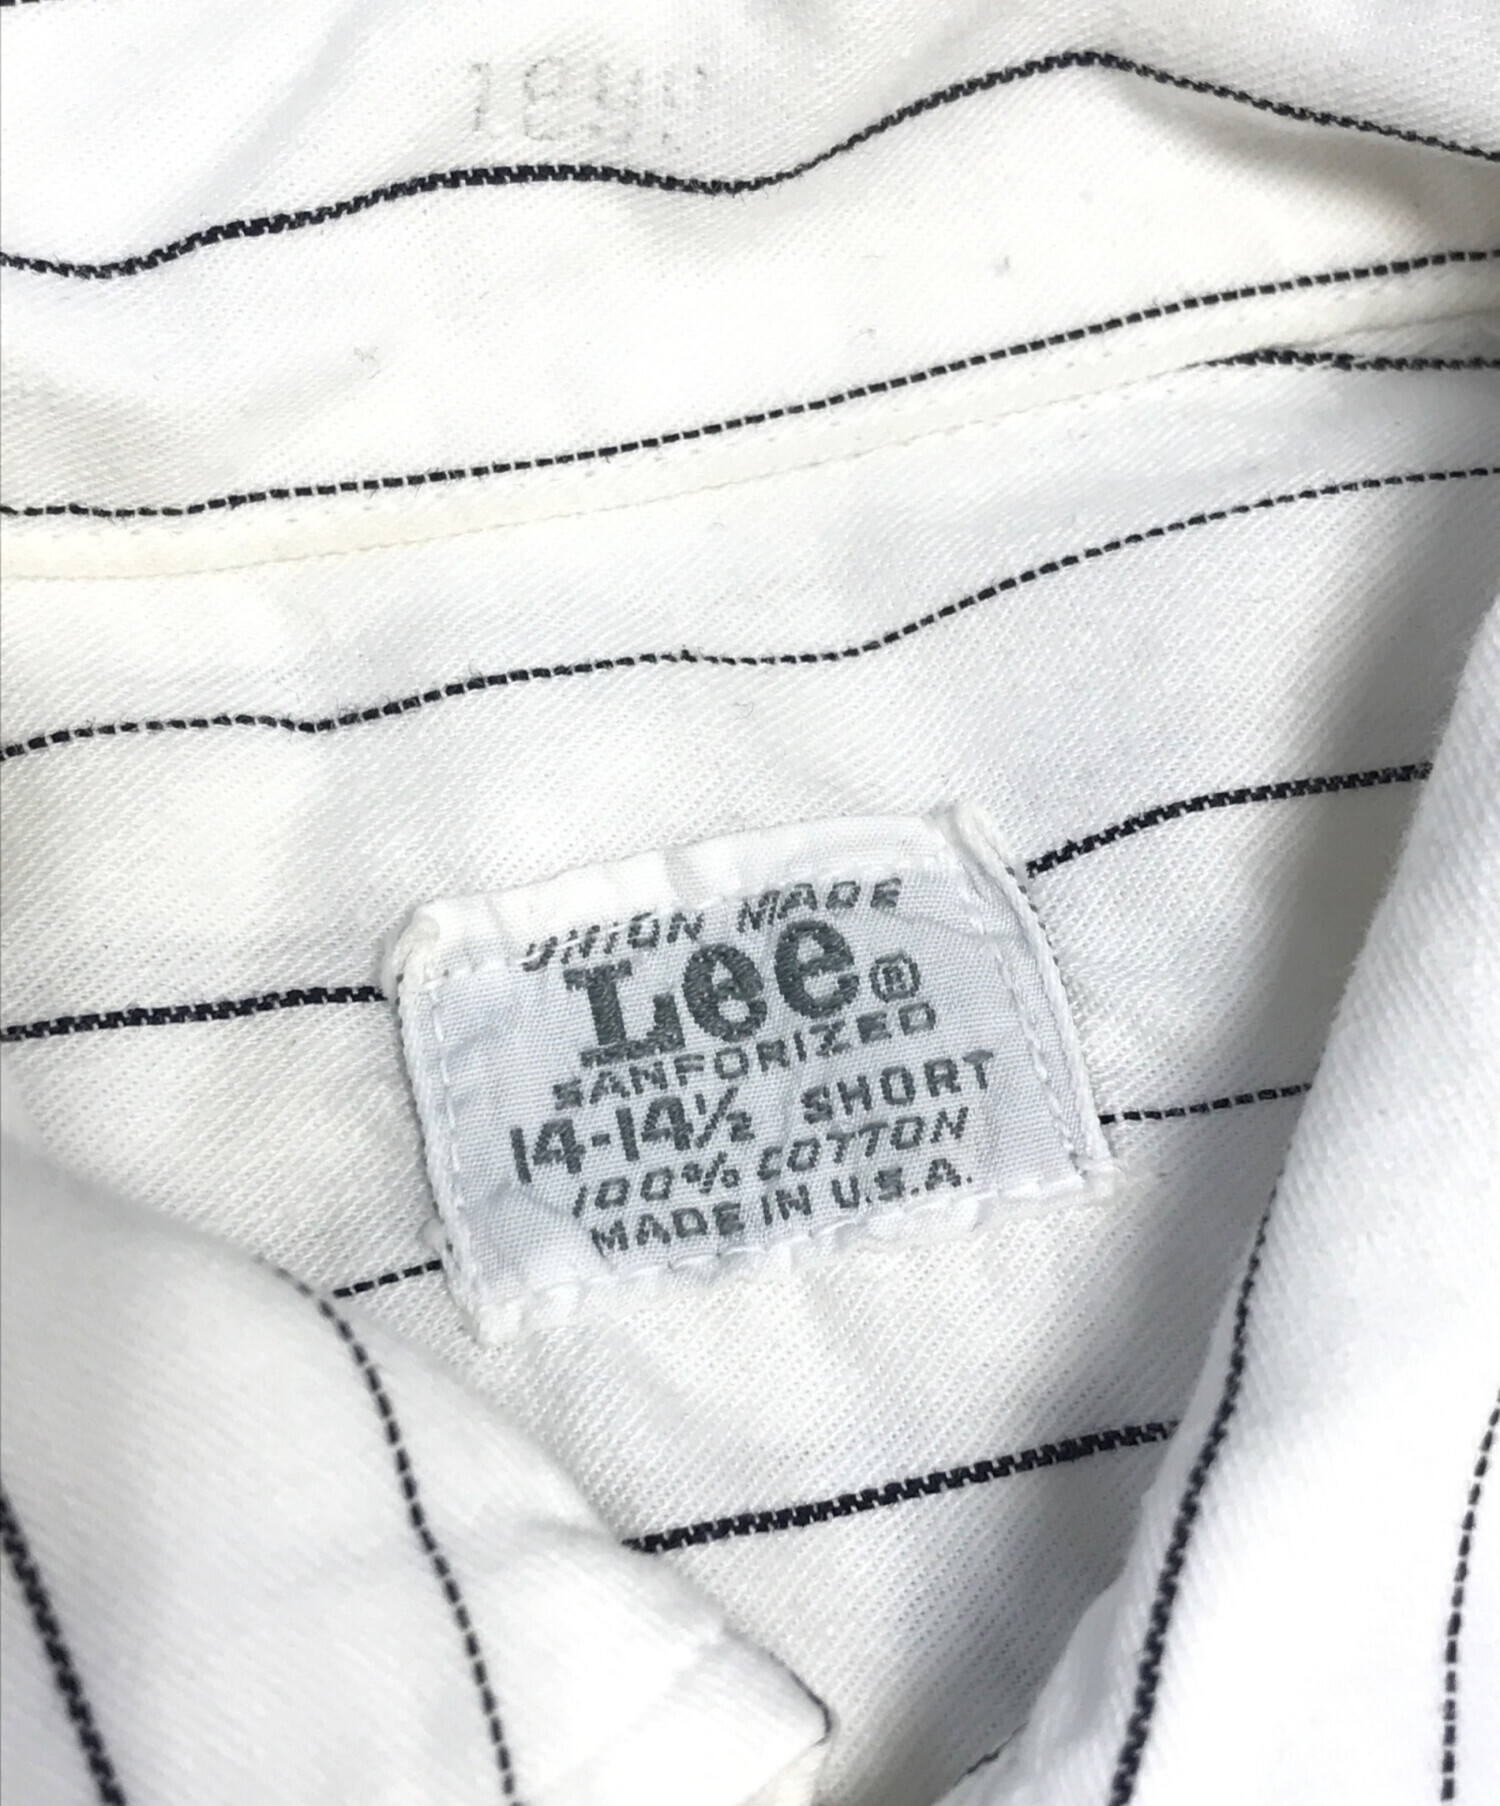 UNION MADE
Lee®
SANFORIZED
14-14½ SHORT
100% COTTON
MADE IN U.S.A.